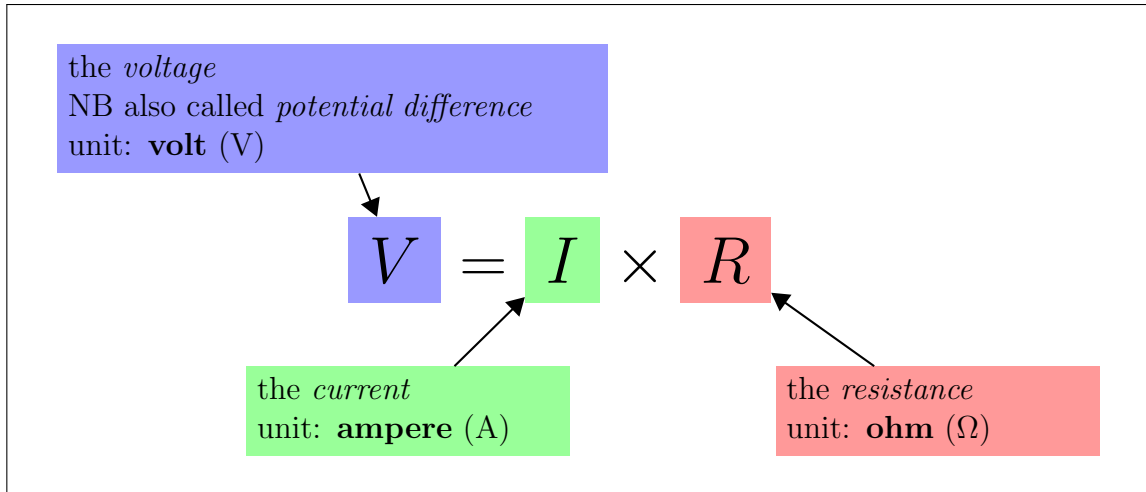 the voltage
NB also called potential difference
unit: volt (V)
V = I × R
the current
unit: ampere (A)
the resistance
unit: ohm (Ω)